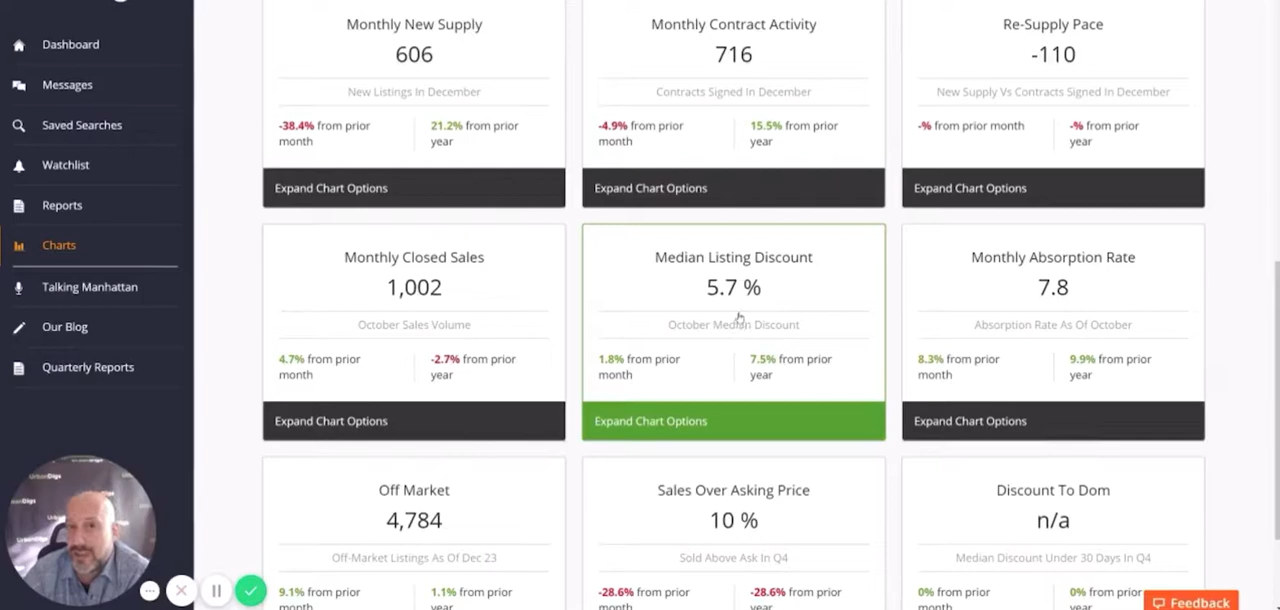 Dashboard
Messages
Saved Searches
Watchlist
Reports
Charts
Talking Manhattan
Our Blog
Quarterly Reports
Monthly New Supply
606
New Listings In December
-38.4% from prior month
21.2% from prior year
Expand Chart Options
Monthly Contract Activity
716
Contracts Signed In December
-4.9% from prior month
15.5% from prior year
Expand Chart Options
Re-Supply Pace
-110
New Supply Vs Contracts Signed In December
-% from prior month
-% from prior year
Expand Chart Options
Monthly Closed Sales
1,002
October Sales Volume
4.7% from prior month
-2.7% from prior year
Expand Chart Options
Median Listing Discount
5.7 %
October Median Discount
1.8% from prior month
7.5% from prior year
Expand Chart Options
Monthly Absorption Rate
7.8
Absorption Rate As Of October
8.3% from prior month
9.9% from prior year
Expand Chart Options
Off Market
4,784
Off-Market Listings As Of Dec 23
9.1% from prior month
1.1% from prior year
Sales Over Asking Price
10 %
Sold Above Ask In Q4
-28.6% from prior month
-28.6% from prior year
Discount To Dom
n/a
Median Discount Under 30 Days In Q4
0% from prior month
0% from prior year
UrbanDigs
Feedback